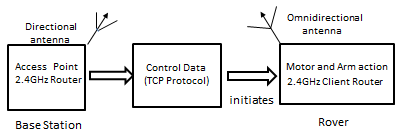 Directional
antenna
Omnidirectional
antenna
Access Point
2.4GHz Router
Control Data
(TCP Protocol)
initiates
Motor and Arm action
2.4GHz Client Router
Base Station
Rover